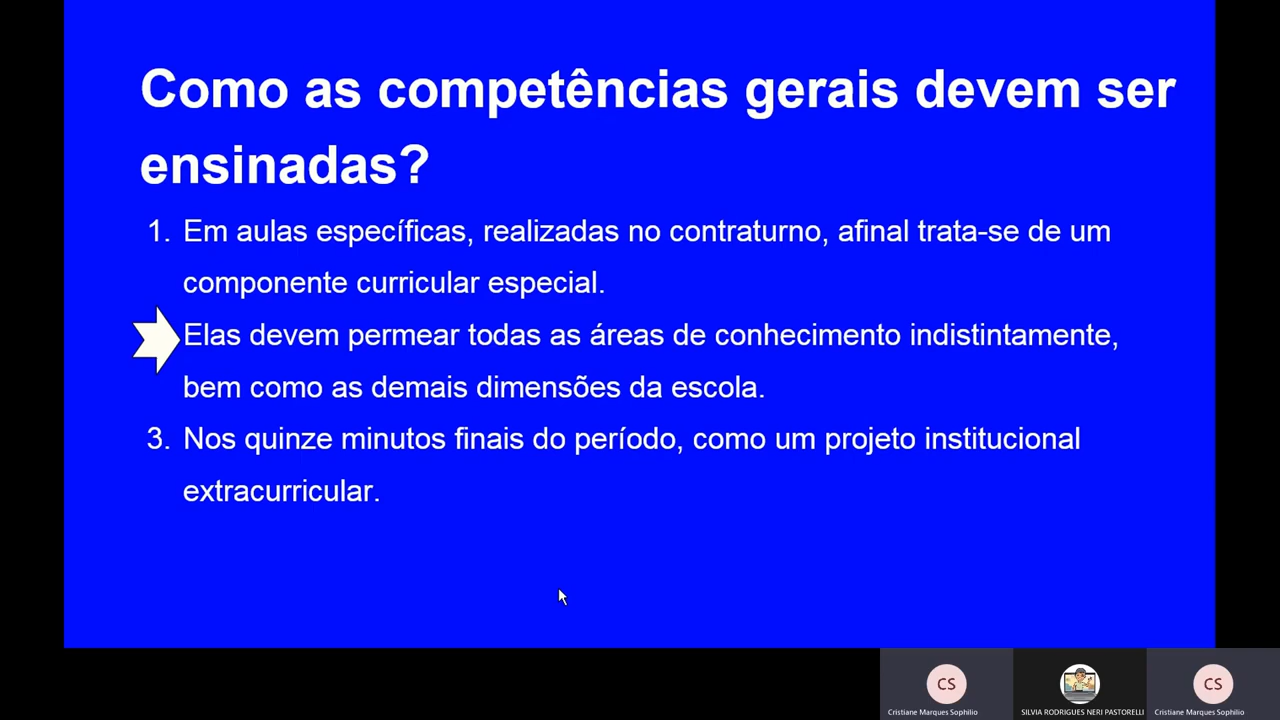 Como as competências gerais devem ser
ensinadas?
1. Em aulas específicas, realizadas no contraturno, afinal trata-se de um
componente curricular especial.
Elas devem permear todas as áreas de conhecimento indistintamente,
bem como as demais dimensões da escola.
3. Nos quinze minutos finais do período, como um projeto institucional
extracurricular.
CS
CS
Cristiane Marques Sophilio
SILVIA RODRIGUES NERI PASTORELLI
Cristiane Marques Sophilio